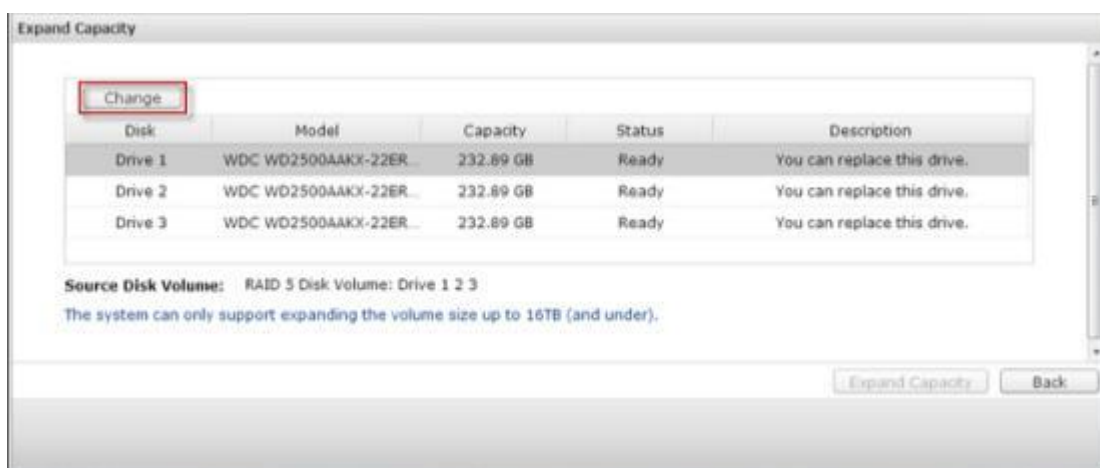 Expand Capacity
Change
Disk Model Capacity Status Description
Drive 1 WDC WD2500AAKX-22ER... 232.89 GB Ready You can replace this drive.
Drive 2 WDC WD2500AAKX-22ER... 232.89 GB Ready You can replace this drive.
Drive 3 WDC WD2500AAKX-22ER... 232.89 GB Ready You can replace this drive.
Source Disk Volume: RAID 5 Disk Volume: Drive 1 2 3
The system can only support expanding the volume size up to 16TB (and under).
Expand Capacity Back